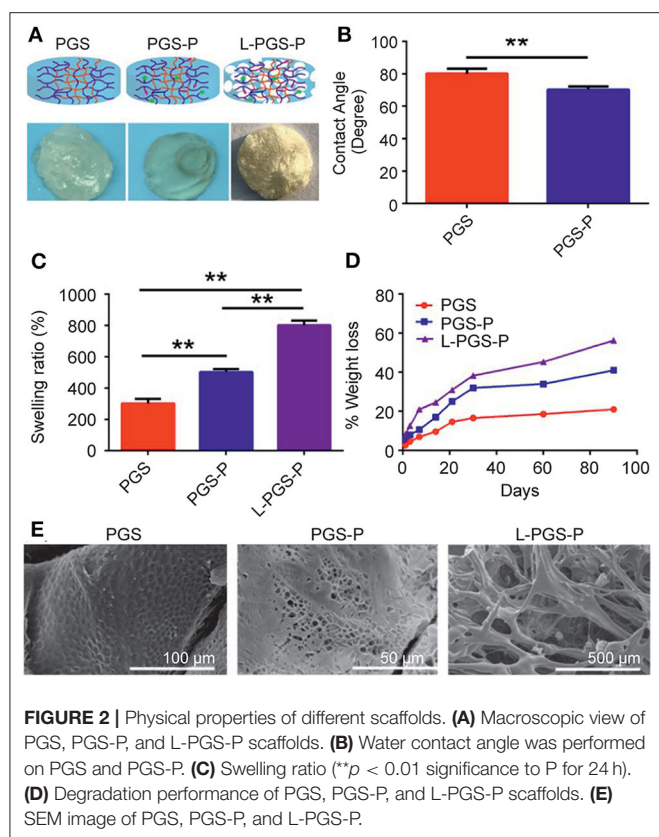 A
PGS PGS-P L-PGS-P
B
Contact Angle
(Degree)
100
80
60
40
20
0
**
PGS
PGS-P
C
Swelling ratio (%)
1000
800
600
400
200
0
**
**
**
PGS
PGS-P
L-PGS-P
D
% Weight loss
80
60
40
20
0
PGS
PGS-P
L-PGS-P
0 20 40 60 80 100
Days
E
PGS PGS-P L-PGS-P
100 μm 50 μm 500 μm
FIGURE 2 | Physical properties of different scaffolds. (A) Macroscopic view of
PGS, PGS-P, and L-PGS-P scaffolds. (B) Water contact angle was performed
on PGS and PGS-P. (C) Swelling ratio (**p < 0.01 significance to P for 24 h).
(D) Degradation performance of PGS, PGS-P, and L-PGS-P scaffolds. (E)
SEM image of PGS, PGS-P, and L-PGS-P.